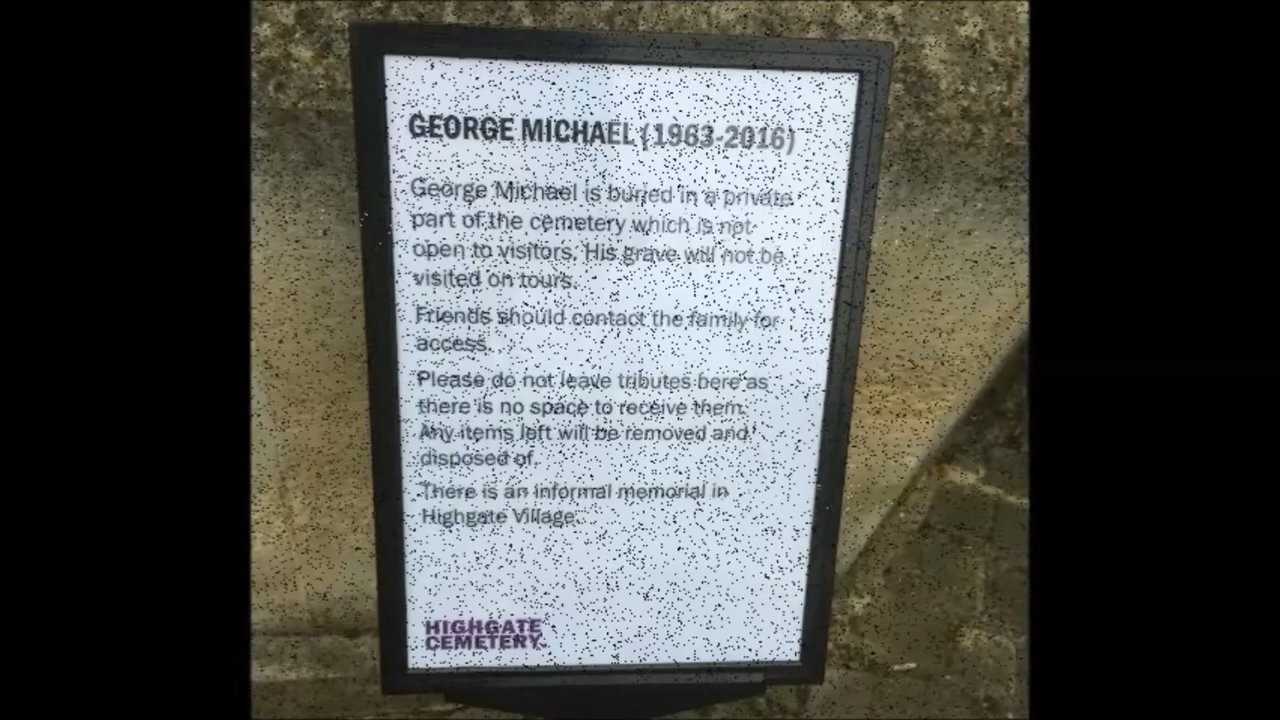 GEORGE MICHAEL (1963-2016)
George Michael is buried in a private
part of the cemetery which is not
open to visitors. His grave will not be
visited on tours.
Friends should contact the family for
access.
Please do not leave tributes here as
there is no space to receive them.
Any items left will be removed and
disposed of.
There is an informal memorial in
Highgate Village.
HIGHGATE
CEMETERY